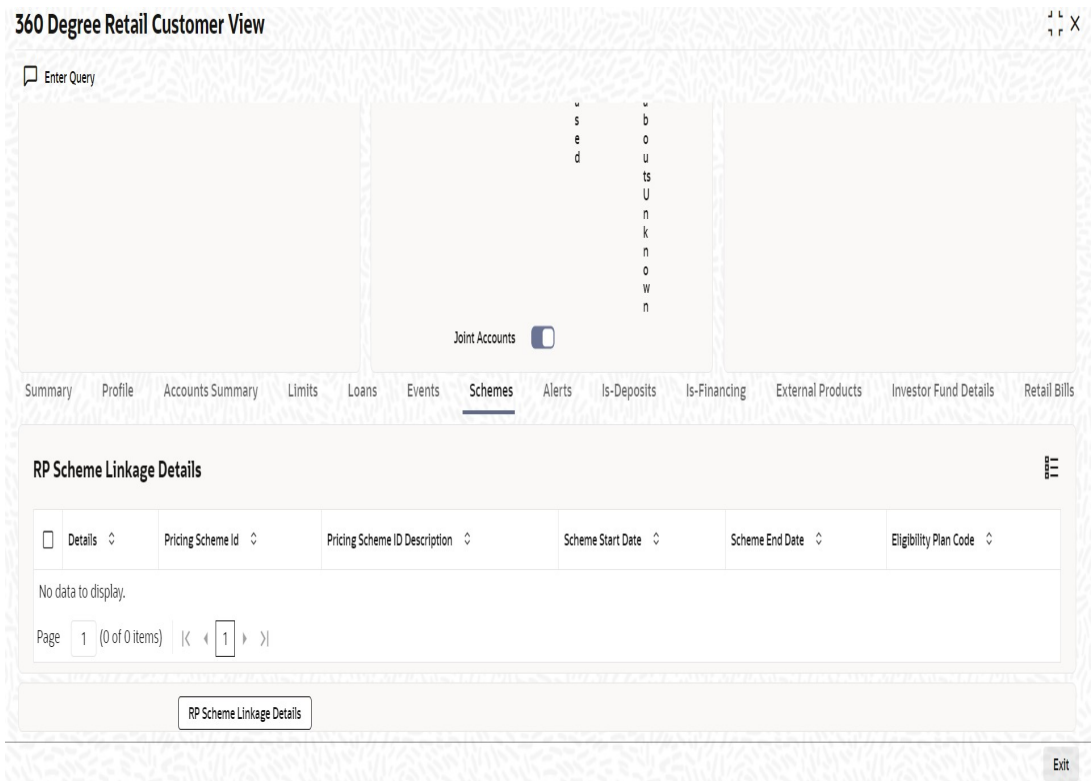 360 Degree Retail Customer View
Enter Query
s
e
d
b
o
u
ts
U
n
k
n
o
w
n
Joint Accounts
Summary Profile Accounts Summary Limits Loans Events Schemes Alerts Is-Deposits Is-Financing External Products Investor Fund Details Retail Bills
RP Scheme Linkage Details
Details Pricing Scheme Id Pricing Scheme ID Description Scheme Start Date Scheme End Date Eligibility Plan Code
No data to display.
Page 1 (0 of 0 items) 1
RP Scheme Linkage Details
Exit